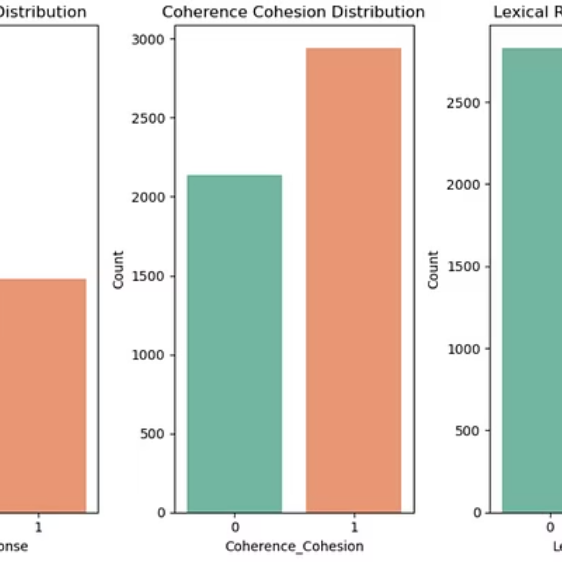 Distribution
1
onse
Coherence Cohesion Distribution
Count
3000
2500
2000
1500
1000
500
0
0 1
Coherence_Cohesion
Lexical R
Count
2500
2000
1500
1000
500
0
0
Le